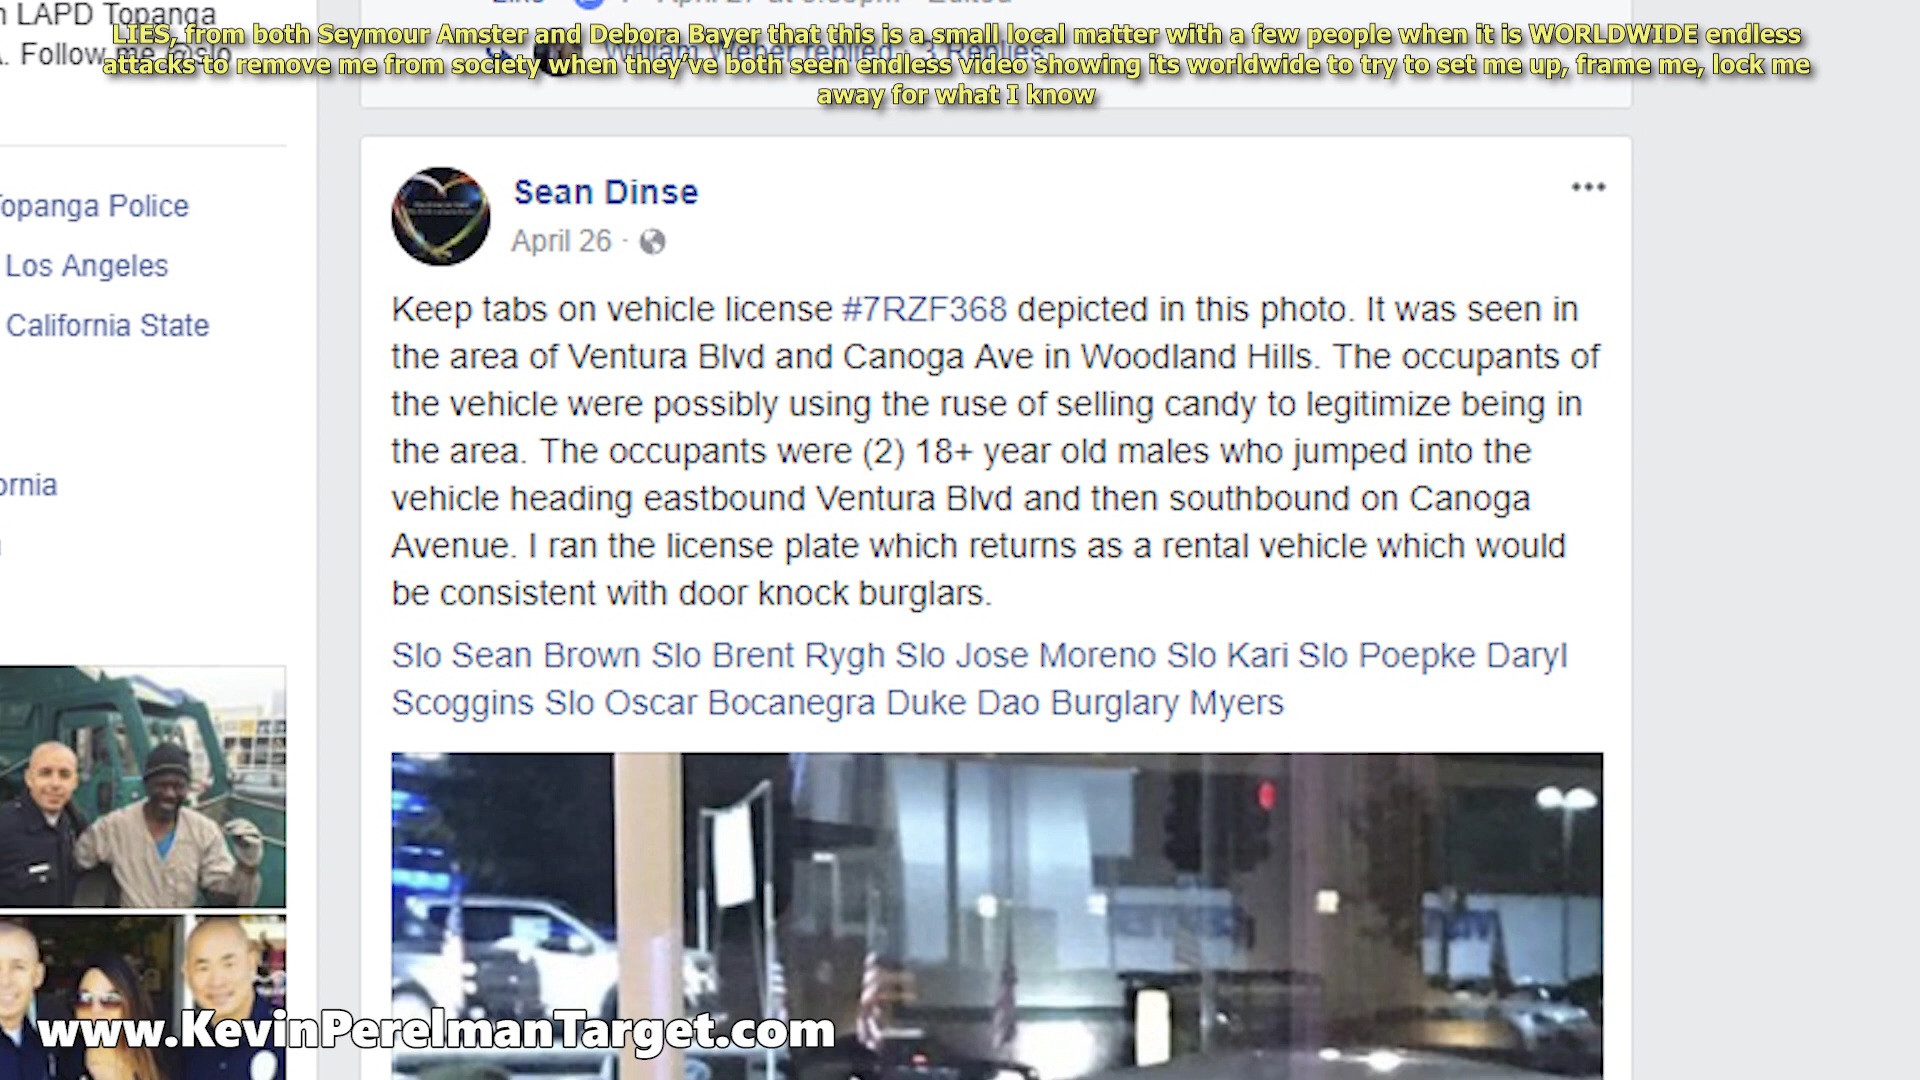 LAPD Topanga
. Follow me @slo
LIES, from both Seymour Amster and Debora Bayer that this is a small local matter with a few people when it is WORLDWIDE endless
attacks to remove me from society when they've both seen endless video showing its worldwide to try to set me up, frame me, lock me
away for what I know
William Weber replied · 3 Replies
Topanga Police
Los Angeles
California State
ornia
Sean Dinse
April 26 ·
Keep tabs on vehicle license #7RZF368 depicted in this photo. It was seen in
the area of Ventura Blvd and Canoga Ave in Woodland Hills. The occupants of
the vehicle were possibly using the ruse of selling candy to legitimize being in
the area. The occupants were (2) 18+ year old males who jumped into the
vehicle heading eastbound Ventura Blvd and then southbound on Canoga
Avenue. I ran the license plate which returns as a rental vehicle which would
be consistent with door knock burglars.
Slo Sean Brown Slo Brent Rygh Slo Jose Moreno Slo Kari Slo Poepke Daryl
Scoggins Slo Oscar Bocanegra Duke Dao Burglary Myers
www.KevinPerelmanTarget.com